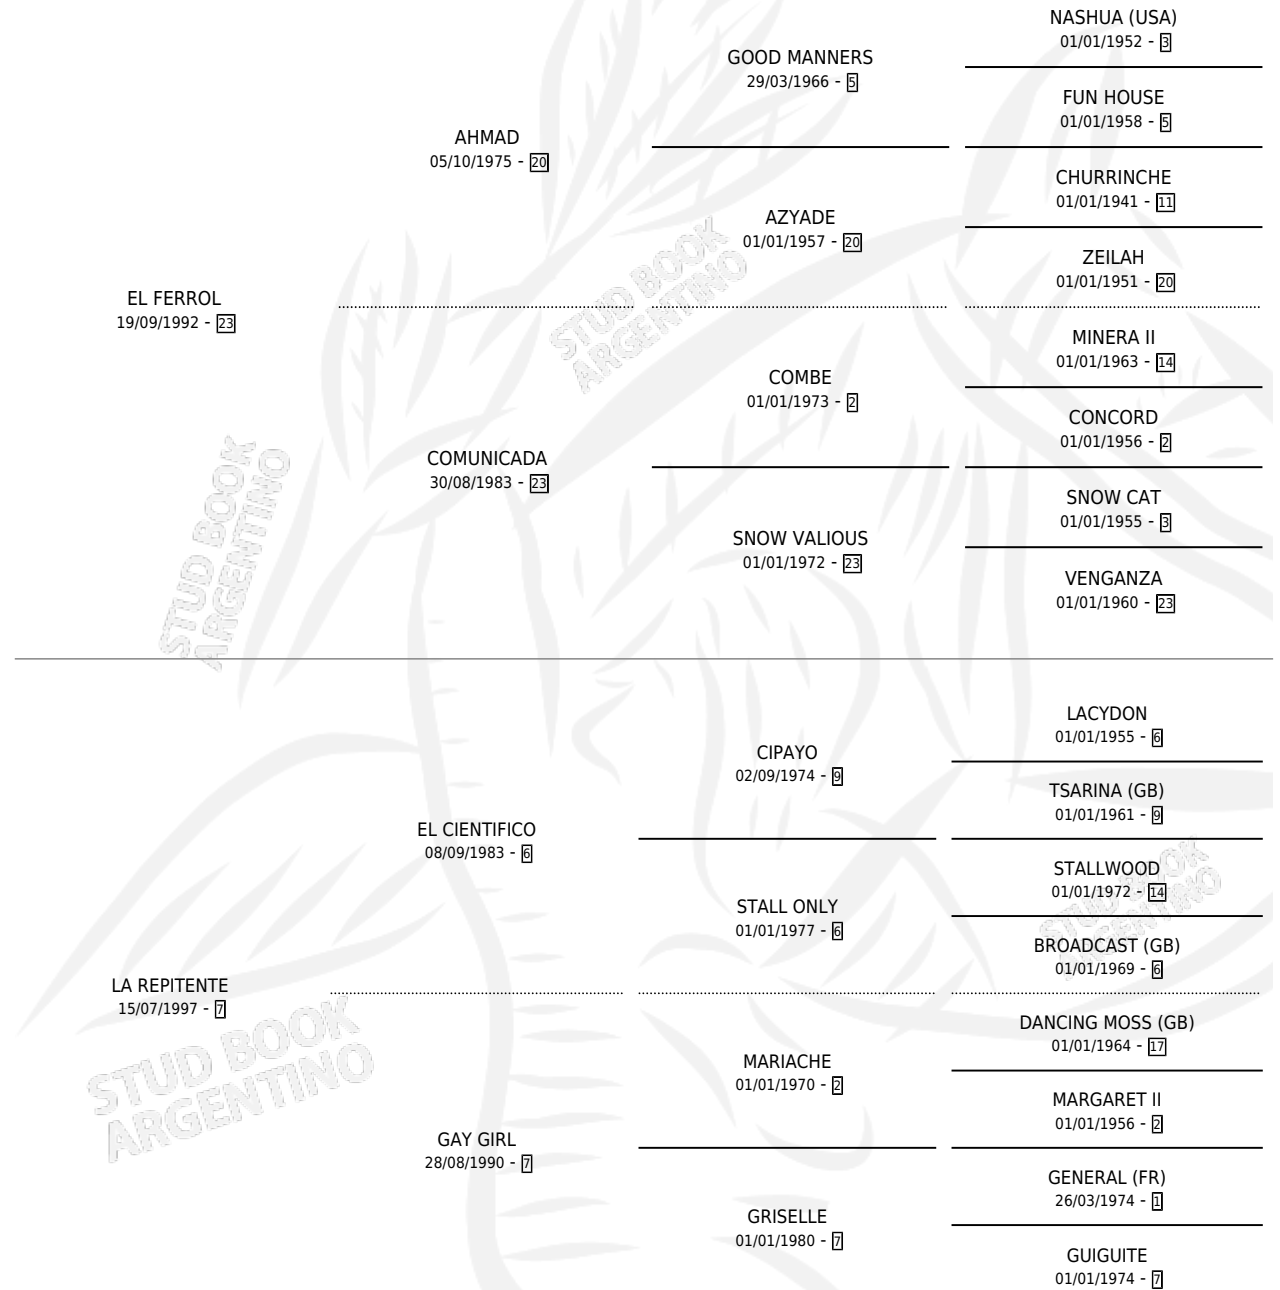 NASHUA (USA)
01/01/1952 - 3
GOOD MANNERS
29/03/1966 - 5
FUN HOUSE
01/01/1958 - 5
AHMAD
05/10/1975 - 20
CHURRINCHE
01/01/1941 - 11
AZYADE
01/01/1957 - 20
ZEILAH
01/01/1951 - 20
EL FERROL
19/09/1992 - 23
MINERA II
01/01/1963 - 14
COMBE
01/01/1973 - 2
CONCORD
01/01/1956 - 2
COMUNICADA
30/08/1983 - 23
SNOW CAT
01/01/1955 - 3
SNOW VALIOUS
01/01/1972 - 23
VENGANZA
01/01/1960 - 23
STUD BOOK
ARGENTINO
STUD BOOK
ARGENTINO
LACYDON
01/01/1955 - 6
CIPAYO
02/09/1974 - 9
TSARINA (GB)
01/01/1961 - 9
EL CIENTIFICO
08/09/1983 - 6
STALLWOOD
01/01/1972 - 14
STALL ONLY
01/01/1977 - 6
BROADCAST (GB)
01/01/1969 - 6
LA REPITENTE
15/07/1997 - 7
DANCING MOSS (GB)
01/01/1964 - 17
MARIACHE
01/01/1970 - 2
MARGARET II
01/01/1956 - 2
GAY GIRL
28/08/1990 - 7
GENERAL (FR)
26/03/1974 - 1
GRISELLE
01/01/1980 - 7
GUIGUITE
01/01/1974 - 7
STUD BOOK
ARGENTINO
STUD BOOK
ARGENTINO